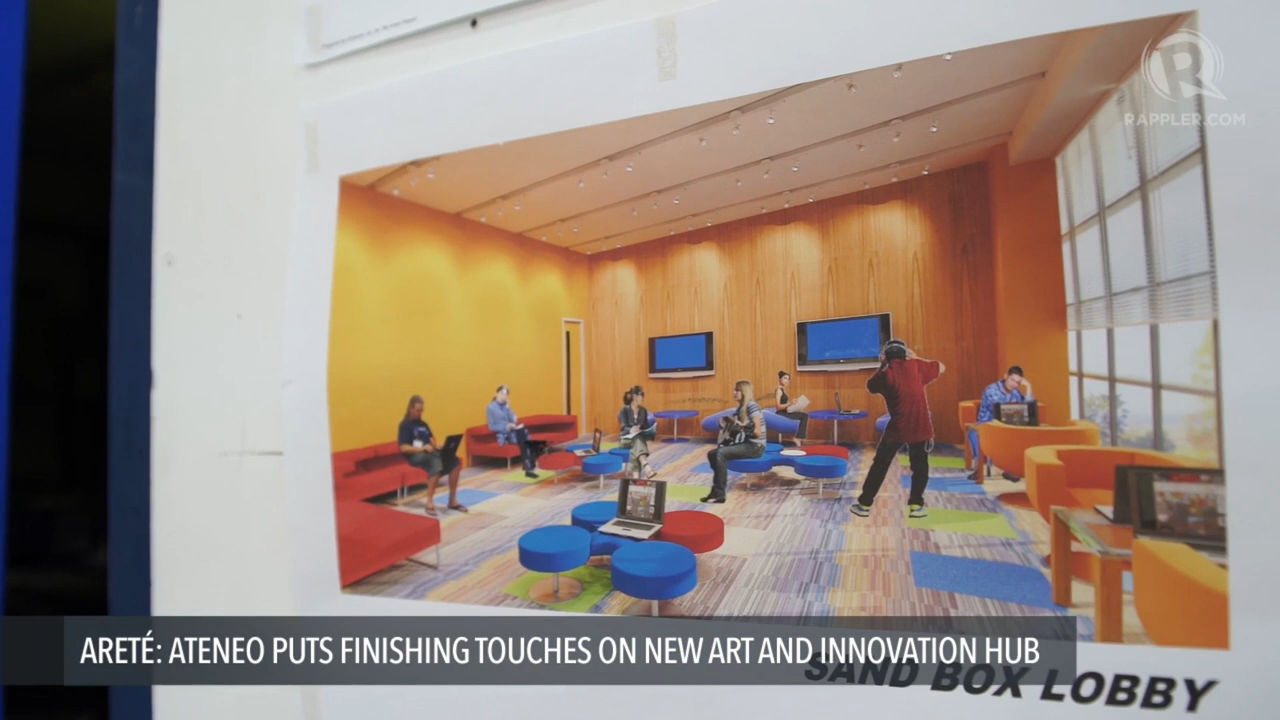 RAPPLER.COM
ARETÉ: ATENEO PUTS FINISHING TOUCHES ON NEW ART AND INNOVATION HUB
SAND BOX LOBBY